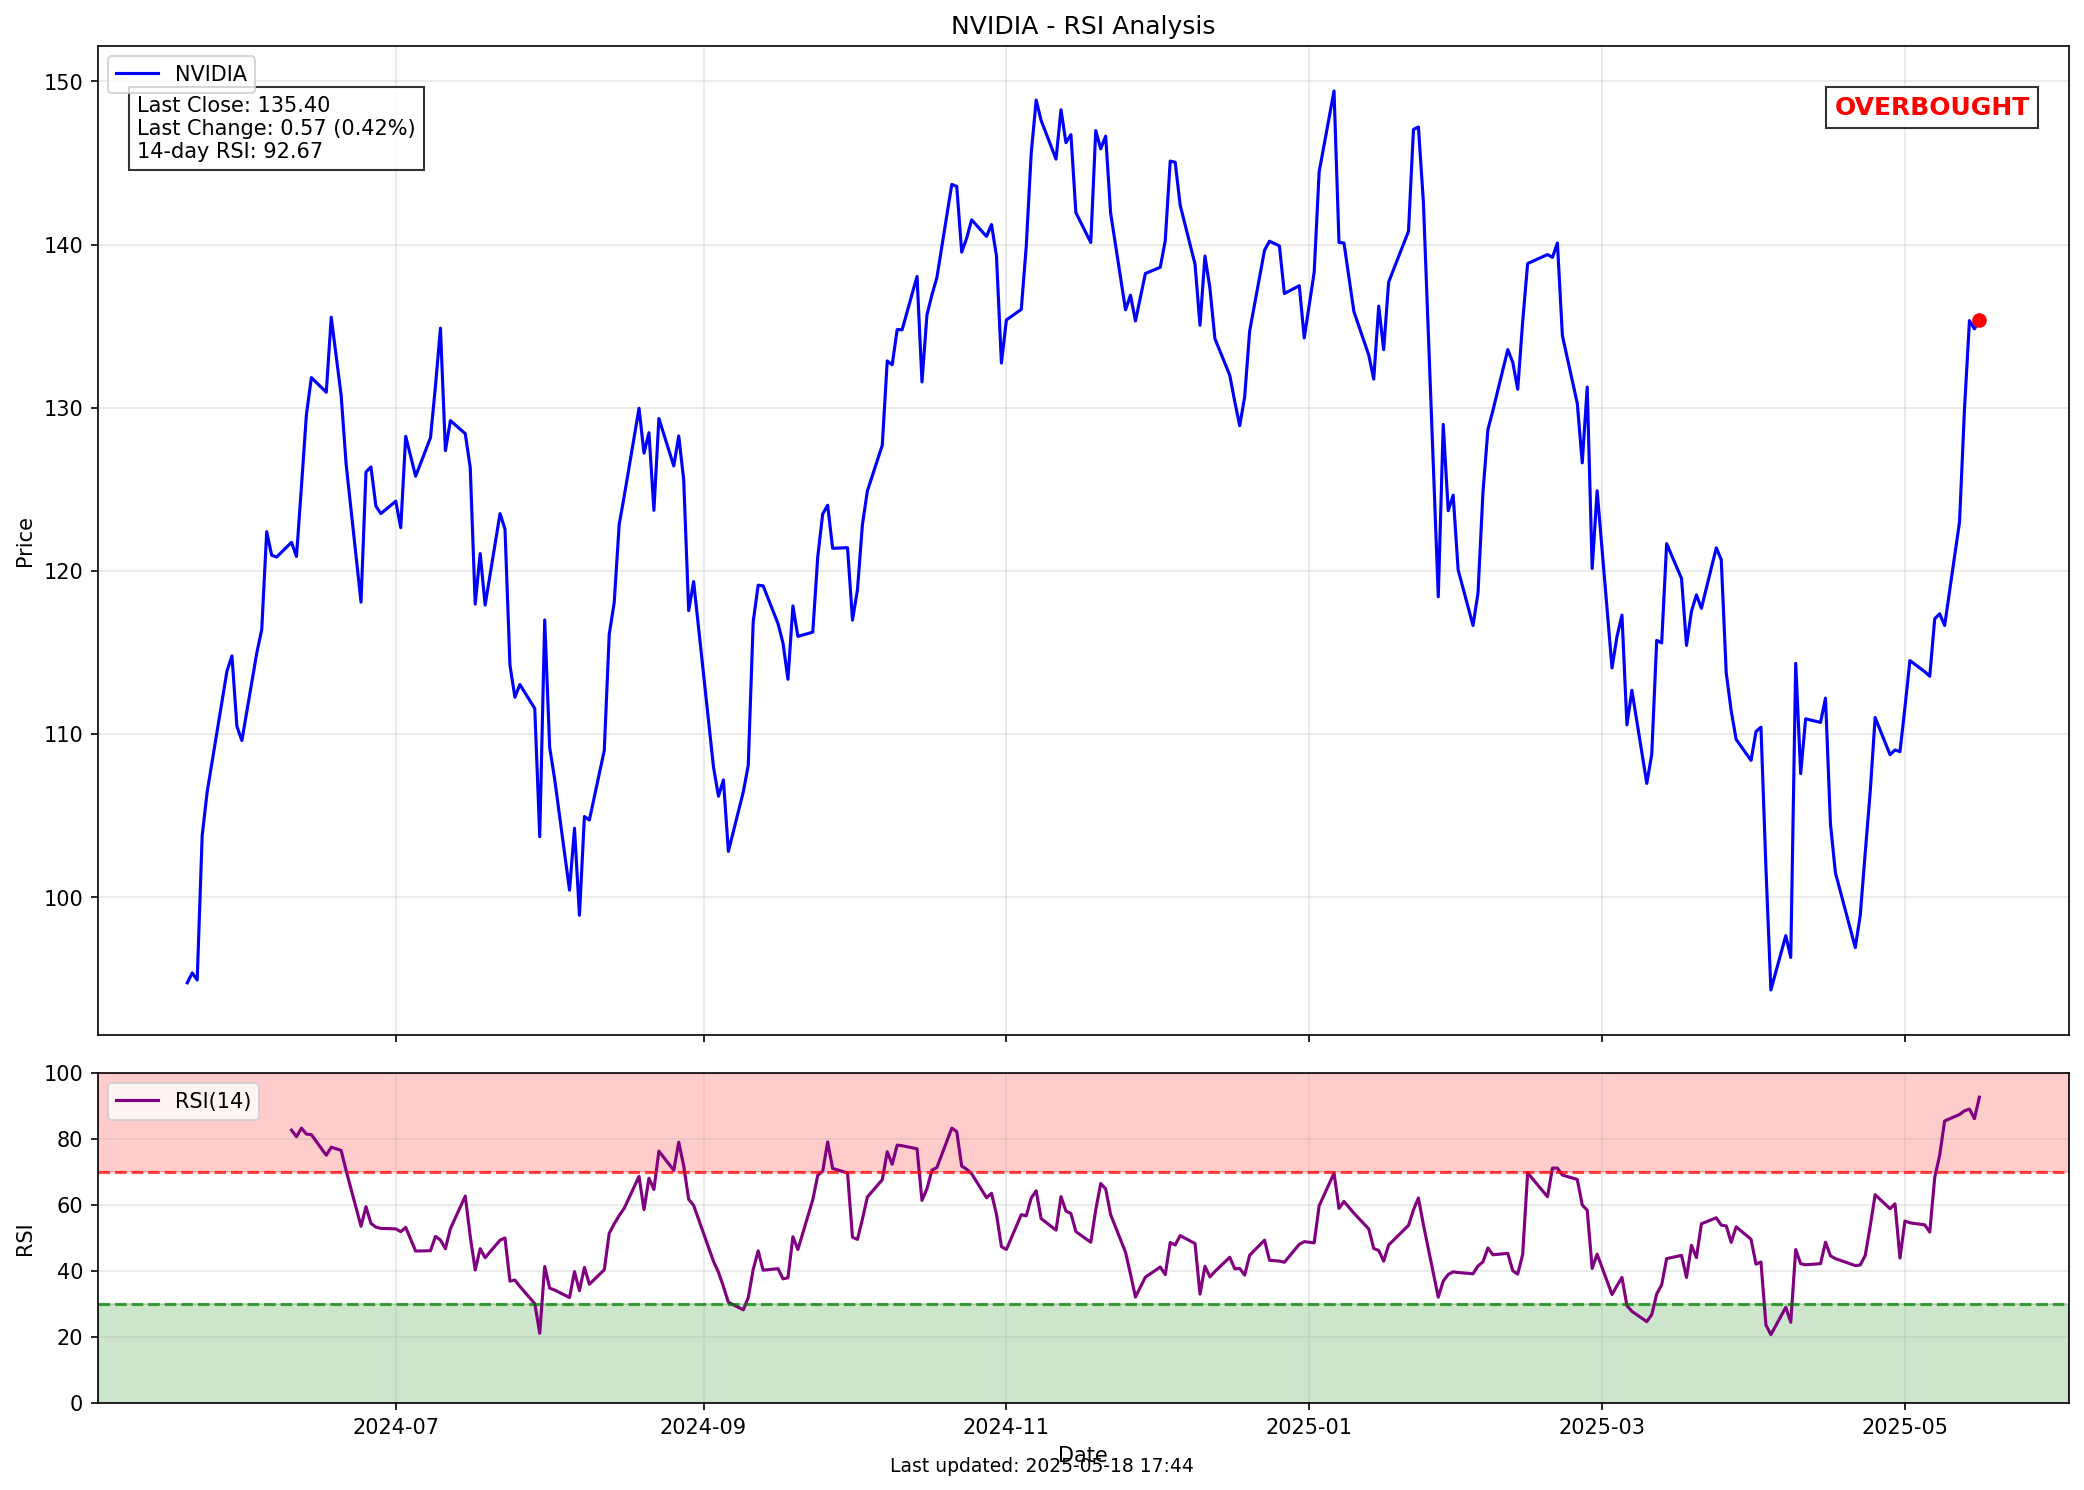 NVIDIA - RSI Analysis
NVIDIA
Last Close: 135.40
Last Change: 0.57 (0.42%)
14-day RSI: 92.67
OVERBOUGHT
150
140
130
120
110
100
Price
RSI(14)
100
80
60
40
20
0
RSI
2024-07
2024-09
2024-11
2025-01
2025-03
2025-05
Date
Last updated: 2025-05-18 17:44